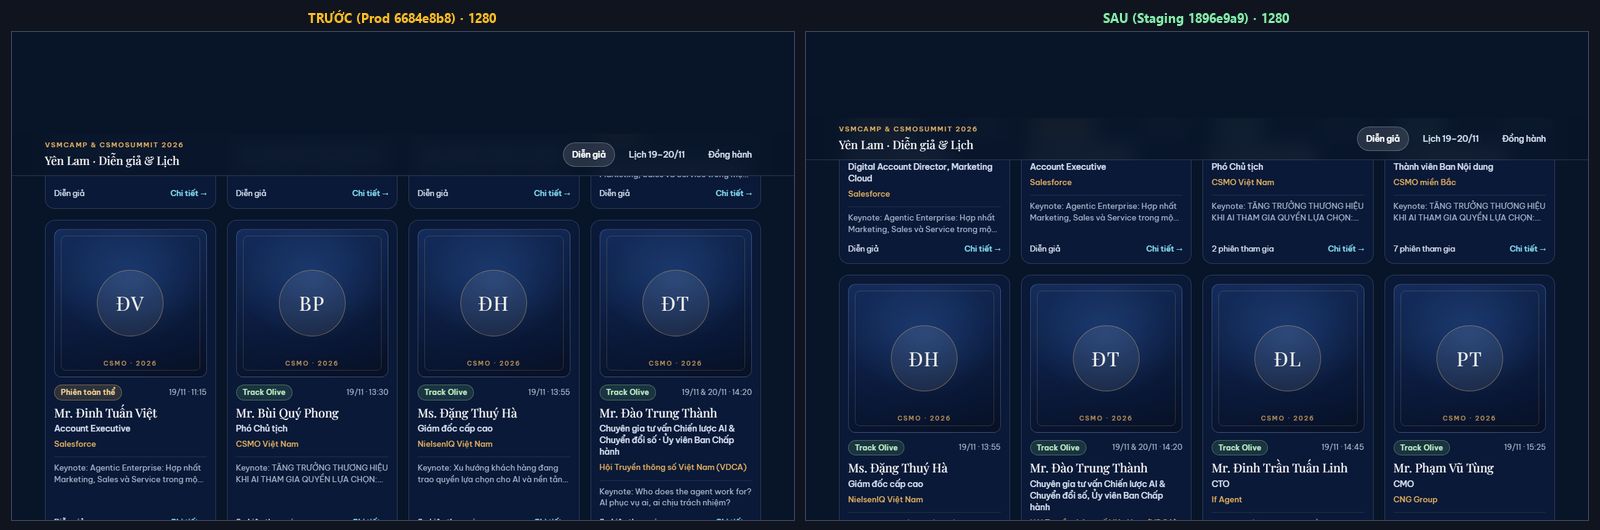 TRƯỚC (Prod 6684e8b8) · 1280
VSMCAMP & CSMOSUMMIT 2026
Yên Lam · Diễn giả & Lịch
Diễn giả
Lịch 19–20/11
Đồng hành
Diễn giả
Chi tiết →
Diễn giả
Chi tiết →
Diễn giả
Chi tiết →
Diễn giả
Chi tiết →
ĐV
CSMO · 2026
Phiên toàn thể
19/11 · 11:15
Mr. Đinh Tuấn Việt
Account Executive
Salesforce
Keynote: Agentic Enterprise: Hợp nhất
Marketing, Sales và Service trong mộ...
BP
CSMO · 2026
Track Olive
19/11 · 13:30
Mr. Bùi Quý Phong
Phó Chủ tịch
CSMO Việt Nam
Keynote: TĂNG TRƯỞNG THƯƠNG HIỆU
KHI AI THAM GIA QUYỀN LỰA CHỌN:...
ĐH
CSMO · 2026
Track Olive
19/11 · 13:55
Ms. Đặng Thuý Hà
Giám đốc cấp cao
NielsenIQ Việt Nam
Keynote: Xu hướng khách hàng đang
trao quyền lựa chọn cho AI và nền tản...
ĐT
CSMO · 2026
Track Olive
19/11 & 20/11 · 14:20
Mr. Đào Trung Thành
Chuyên gia tư vấn Chiến lược AI &
Chuyển đổi số · Ủy viên Ban Chấp
hành
Hội Truyền thông số Việt Nam (VDCA)
Keynote: Who does the agent work for?
AI phục vụ ai, ai chịu trách nhiệm?
SAU (Staging 1896e9a9) · 1280
VSMCAMP & CSMOSUMMIT 2026
Yên Lam · Diễn giả & Lịch
Diễn giả
Lịch 19–20/11
Đồng hành
Digital Account Director, Marketing
Cloud
Salesforce
Keynote: Agentic Enterprise: Hợp nhất
Marketing, Sales và Service trong mộ...
Diễn giả
Chi tiết →
Account Executive
Salesforce
Keynote: Agentic Enterprise: Hợp nhất
Marketing, Sales và Service trong mộ...
Diễn giả
Chi tiết →
Phó Chủ tịch
CSMO Việt Nam
Keynote: TĂNG TRƯỞNG THƯƠNG HIỆU
KHI AI THAM GIA QUYỀN LỰA CHỌN:...
2 phiên tham gia
Chi tiết →
Thành viên Ban Nội dung
CSMO miền Bắc
Keynote: TĂNG TRƯỞNG THƯƠNG HIỆU
KHI AI THAM GIA QUYỀN LỰA CHỌN:...
7 phiên tham gia
Chi tiết →
ĐH
CSMO · 2026
Track Olive
19/11 · 13:55
Ms. Đặng Thuý Hà
Giám đốc cấp cao
NielsenIQ Việt Nam
ĐT
CSMO · 2026
Track Olive
19/11 & 20/11 · 14:20
Mr. Đào Trung Thành
Chuyên gia tư vấn Chiến lược AI &
Chuyển đổi số, Ủy viên Ban Chấp
hành
ĐL
CSMO · 2026
Track Olive
19/11 · 14:45
Mr. Đinh Trần Tuấn Linh
CTO
If Agent
PT
CSMO · 2026
Track Olive
19/11 · 15:25
Mr. Phạm Vũ Tùng
CMO
CNG Group